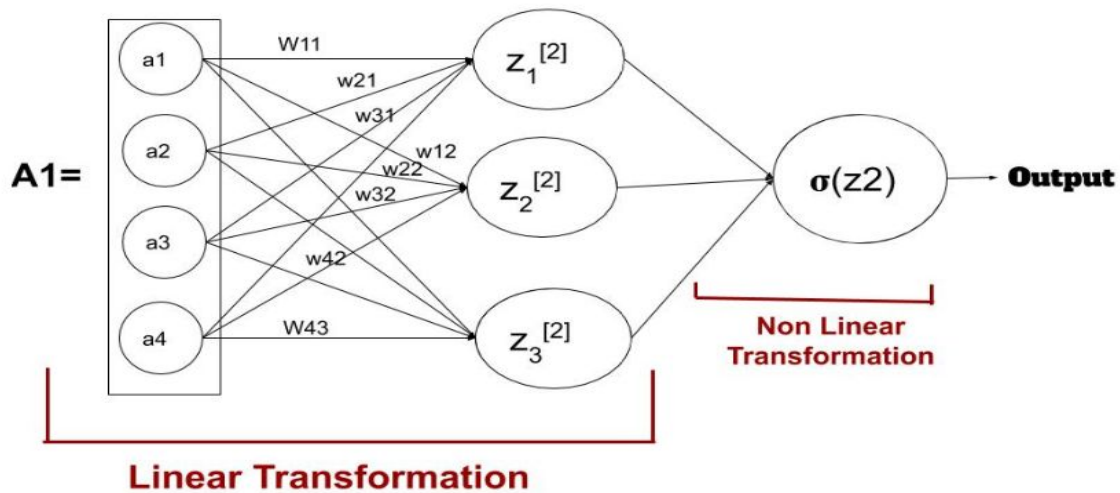 W11
a1
z₁[2]
w21
w31
a2
w12
w22
σ(z2)
Output
A1=
z₂[2]
w32
a3
w42
W43
a4
z₃[2]
Non Linear
Transformation
Linear Transformation